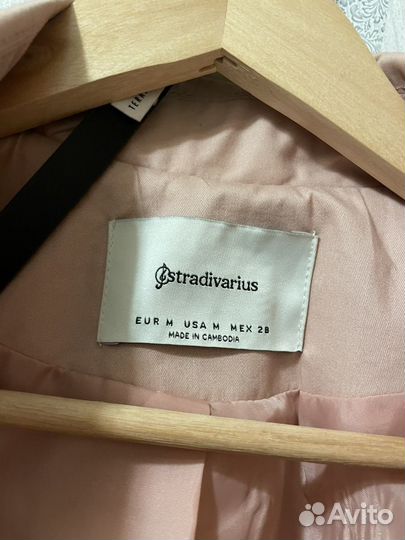 stradivarius
EUR M USA M MEX 28
MADE IN CAMBODIA
Avito